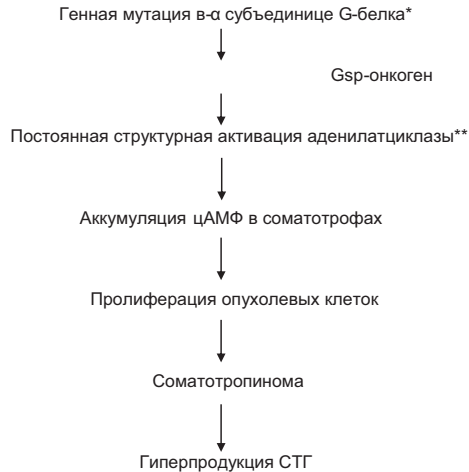 Генная мутация в-α субъединице G-белка*
Gsp-онкоген
Постоянная структурная активация аденилатциклазы**
Аккумуляция цАМФ в соматотрофах
Пролиферация опухолевых клеток
Соматотропинома
Гиперпродукция СТГ